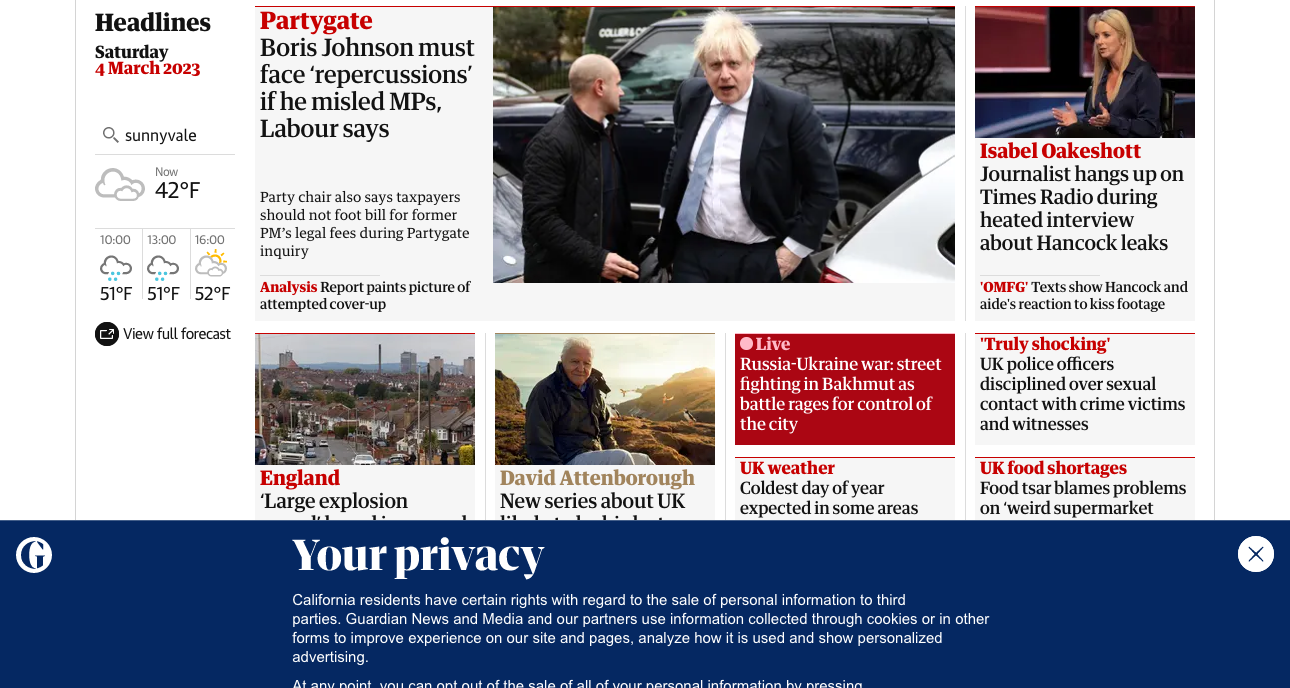 Headlines
Saturday
4 March 2023
sunnyvale
Now
42°F
10:00
13:00
16:00
51°F
51°F
52°F
View full forecast
Partygate
Boris Johnson must
face ‘repercussions’
if he misled MPs,
Labour says
Party chair also says taxpayers
should not foot bill for former
PM’s legal fees during Partygate
inquiry
Analysis Report paints picture of
attempted cover-up
COLLIER & CO
Isabel Oakeshott
Journalist hangs up on
Times Radio during
heated interview
about Hancock leaks
'OMFG' Texts show Hancock and
aide's reaction to kiss footage
England
‘Large explosion
David Attenborough
New series about UK
Live
Russia-Ukraine war: street
fighting in Bakhmut as
battle rages for control of
the city
UK weather
Coldest day of year
expected in some areas
'Truly shocking'
UK police officers
disciplined over sexual
contact with crime victims
and witnesses
UK food shortages
Food tsar blames problems
on ‘weird supermarket
G
Your privacy
California residents have certain rights with regard to the sale of personal information to third
parties. Guardian News and Media and our partners use information collected through cookies or in other
forms to improve experience on our site and pages, analyze how it is used and show personalized
advertising.
At any point, you can opt out of the sale of all of your personal information by pressing